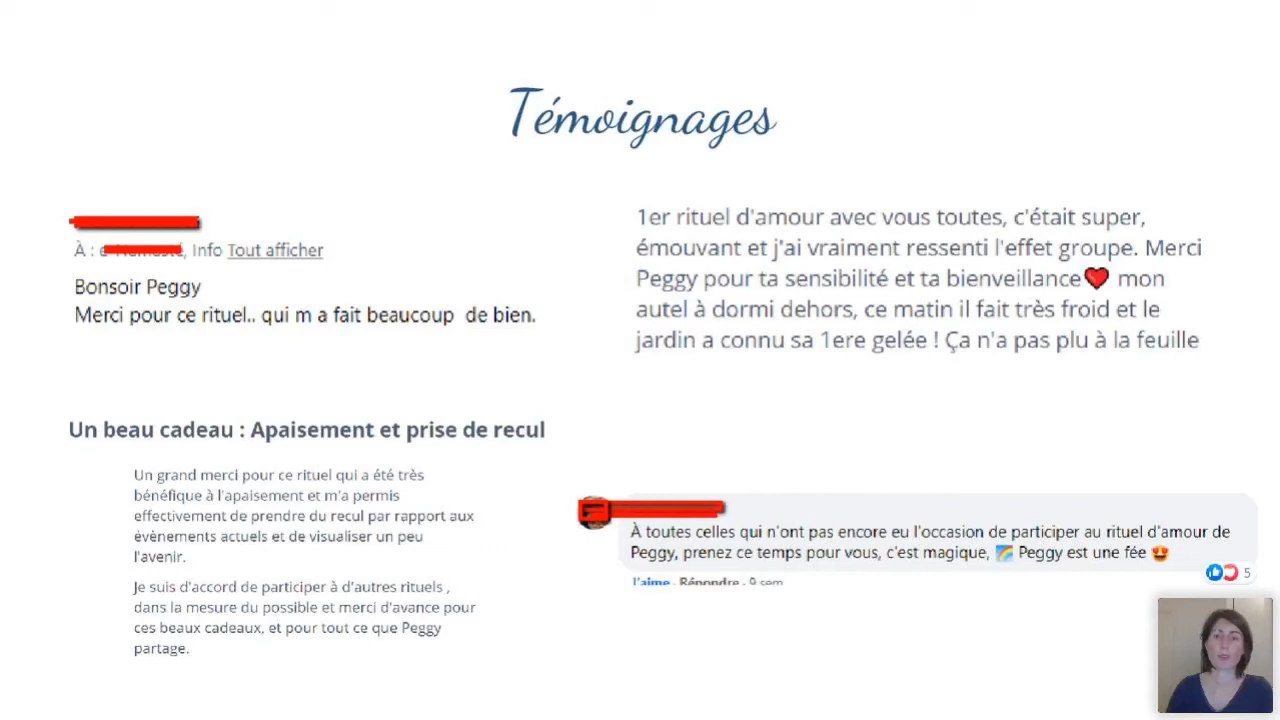 Témoignages
À : , Info Tout afficher
Bonsoir Peggy
Merci pour ce rituel.. qui m a fait beaucoup de bien.
1er rituel d'amour avec vous toutes, c'était super,
émouvant et j'ai vraiment ressenti l'effet groupe. Merci
Peggy pour ta sensibilité et ta bienveillance❤️ mon
autel à dormi dehors, ce matin il fait très froid et le
jardin a connu sa 1ere gelée ! Ça n'a pas plu à la feuille
Un beau cadeau : Apaisement et prise de recul
Un grand merci pour ce rituel qui a été très
bénéfique à l'apaisement et m'a permis
effectivement de prendre du recul par rapport aux
évènements actuels et de visualiser un peu
l'avenir.
Je suis d'accord de participer à d'autres rituels ,
dans la mesure du possible et merci d'avance pour
ces beaux cadeaux, et pour tout ce que Peggy
partage.
À toutes celles qui n'ont pas encore eu l'occasion de participer au rituel d'amour de
Peggy, prenez ce temps pour vous, c'est magique, 🌈 Peggy est une fée 🤩
J'aime · Répondre · 9 sem
5